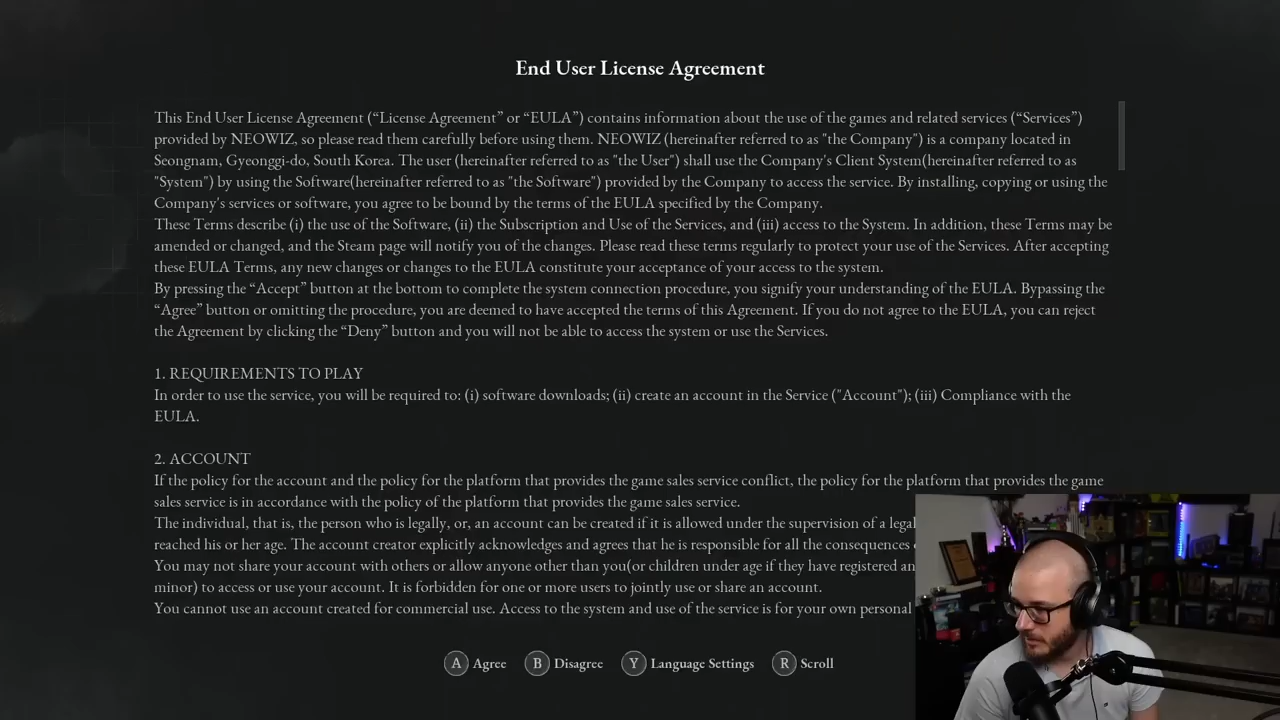 End User License Agreement
This End User License Agreement (“License Agreement” or “EULA”) contains information about the use of the games and related services (“Services”)
provided by NEOWIZ, so please read them carefully before using them. NEOWIZ (hereinafter referred to as "the Company") is a company located in
Seongnam, Gyeonggi-do, South Korea. The user (hereinafter referred to as "the User") shall use the Company's Client System(hereinafter referred to as
"System") by using the Software(hereinafter referred to as "the Software") provided by the Company to access the service. By installing, copying or using the
Company's services or software, you agree to be bound by the terms of the EULA specified by the Company.
These Terms describe (i) the use of the Software, (ii) the Subscription and Use of the Services, and (iii) access to the System. In addition, these Terms may be
amended or changed, and the Steam page will notify you of the changes. Please read these terms regularly to protect your use of the Services. After accepting
these EULA Terms, any new changes or changes to the EULA constitute your acceptance of your access to the system.
By pressing the “Accept” button at the bottom to complete the system connection procedure, you signify your understanding of the EULA. Bypassing the
“Agree” button or omitting the procedure, you are deemed to have accepted the terms of this Agreement. If you do not agree to the EULA, you can reject
the Agreement by clicking the “Deny” button and you will not be able to access the system or use the Services.
1. REQUIREMENTS TO PLAY
In order to use the service, you will be required to: (i) software downloads; (ii) create an account in the Service ("Account"); (iii) Compliance with the
EULA.
2. ACCOUNT
If the policy for the account and the policy for the platform that provides the game sales service conflict, the policy for the platform that provides the game
sales service is in accordance with the policy of the platform that provides the game sales service.
The individual, that is, the person who is legally, or, an account can be created if it is allowed under the supervision of a legal
reached his or her age. The account creator explicitly acknowledges and agrees that he is responsible for all the consequences
You may not share your account with others or allow anyone other than you(or children under age if they have registered an
minor) to access or use your account. It is forbidden for one or more users to jointly use or share an account.
You cannot use an account created for commercial use. Access to the system and use of the service is for your own personal
A Agree B Disagree Y Language Settings R Scroll